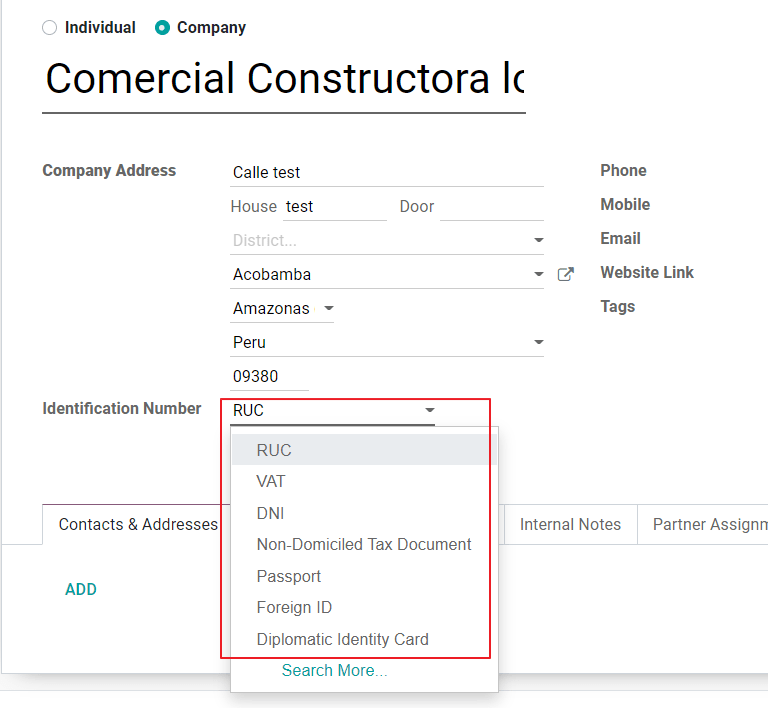 Individual Company
Comercial Constructora
Company Address Calle test Phone
House test Door Mobile
District... Email
Acobamba Website Link
Amazonas Tags
Peru
09380
Identification Number RUC
RUC
VAT
DNI
Contacts & Addresses Internal Notes Partner
Non-Domiciled Tax Document
Passport
ADD
Foreign ID
Diplomatic Identity Card
Search More...